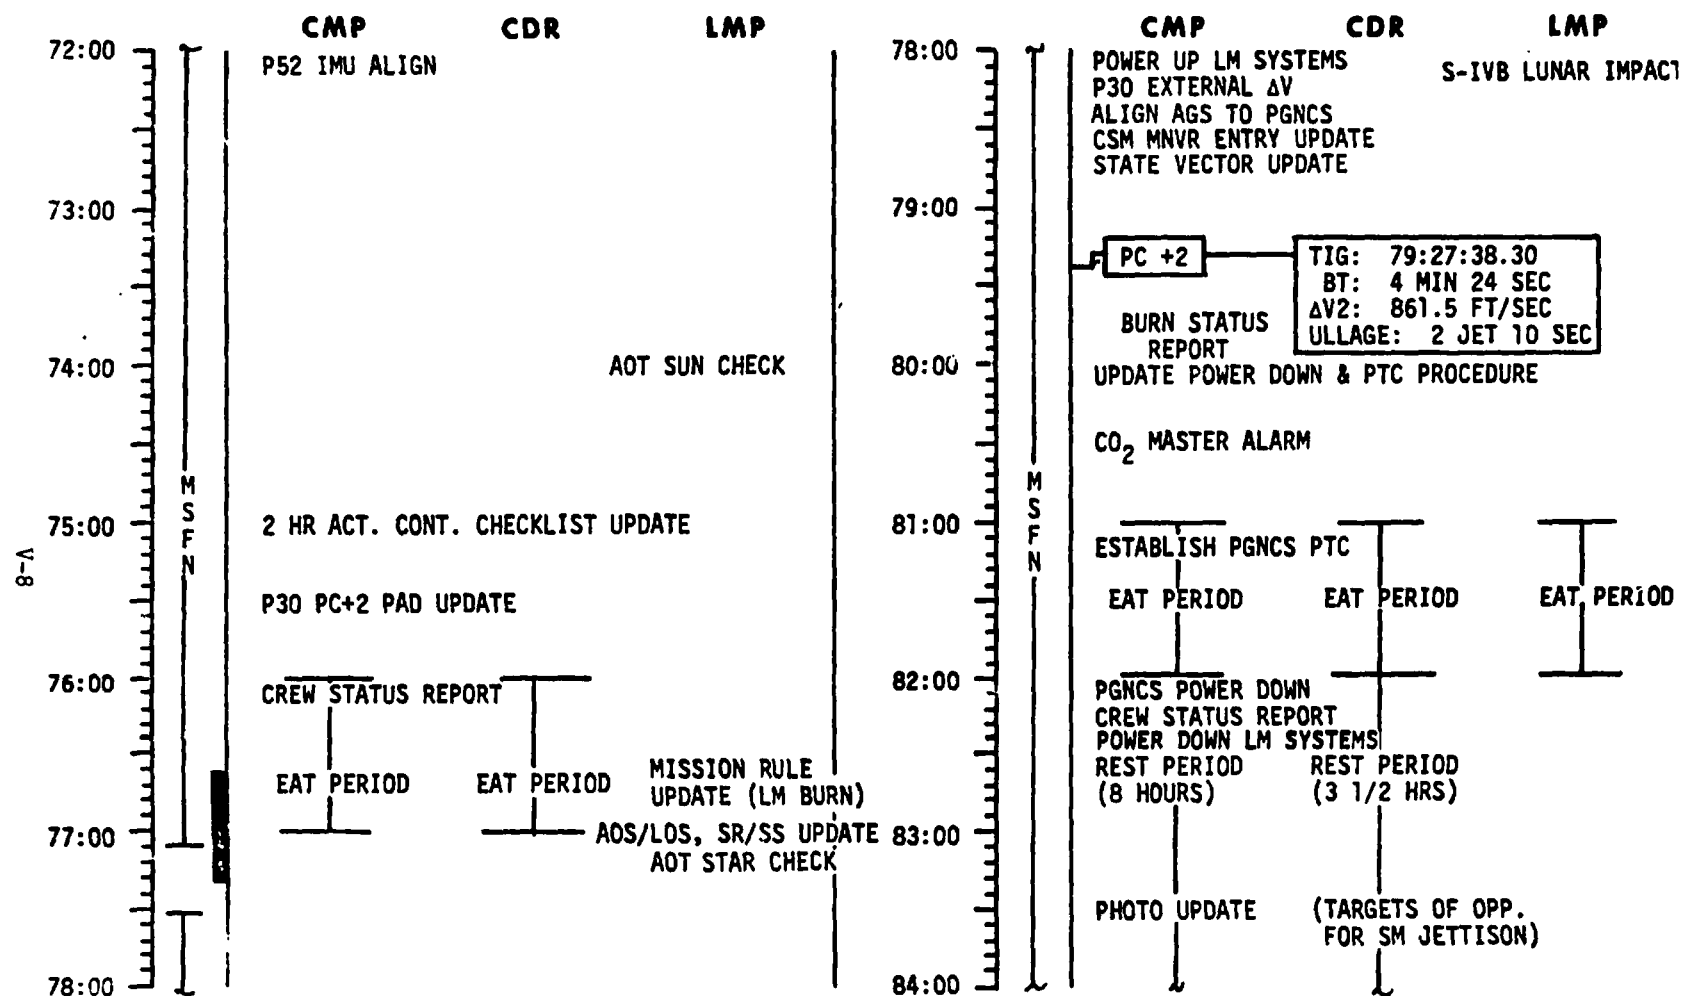 CMP CDR LMP
72:00
P52 IMU ALIGN
73:00
74:00
AOT SUN CHECK
MSFN
75:00
2 HR ACT. CONT. CHECKLIST UPDATE
P30 PC+2 PAD UPDATE
76:00
CREW STATUS REPORT
EAT PERIOD
EAT PERIOD
MISSION RULE
UPDATE (LM BURN)
77:00
AOS/LOS, SR/SS UPDATE
AOT STAR CHECK
78:00
V-8
CMP CDR LMP
78:00
POWER UP LM SYSTEMS
S-IVB LUNAR IMPACT
P30 EXTERNAL ΔV
ALIGN AGS TO PGNCS
CSM MNVR ENTRY UPDATE
STATE VECTOR UPDATE
79:00
PC +2
TIG: 79:27:38.30
BT: 4 MIN 24 SEC
ΔV2: 861.5 FT/SEC
ULLAGE: 2 JET 10 SEC
BURN STATUS
REPORT
80:00
UPDATE POWER DOWN & PTC PROCEDURE
CO2 MASTER ALARM
MSFN
81:00
ESTABLISH PGNCS PTC
EAT PERIOD
EAT PERIOD
EAT PERIOD
82:00
PGNCS POWER DOWN
CREW STATUS REPORT
POWER DOWN LM SYSTEMS
REST PERIOD
(8 HOURS)
REST PERIOD
(3 1/2 HRS)
83:00
PHOTO UPDATE
(TARGETS OF OPP.
FOR SM JETTISON)
84:00